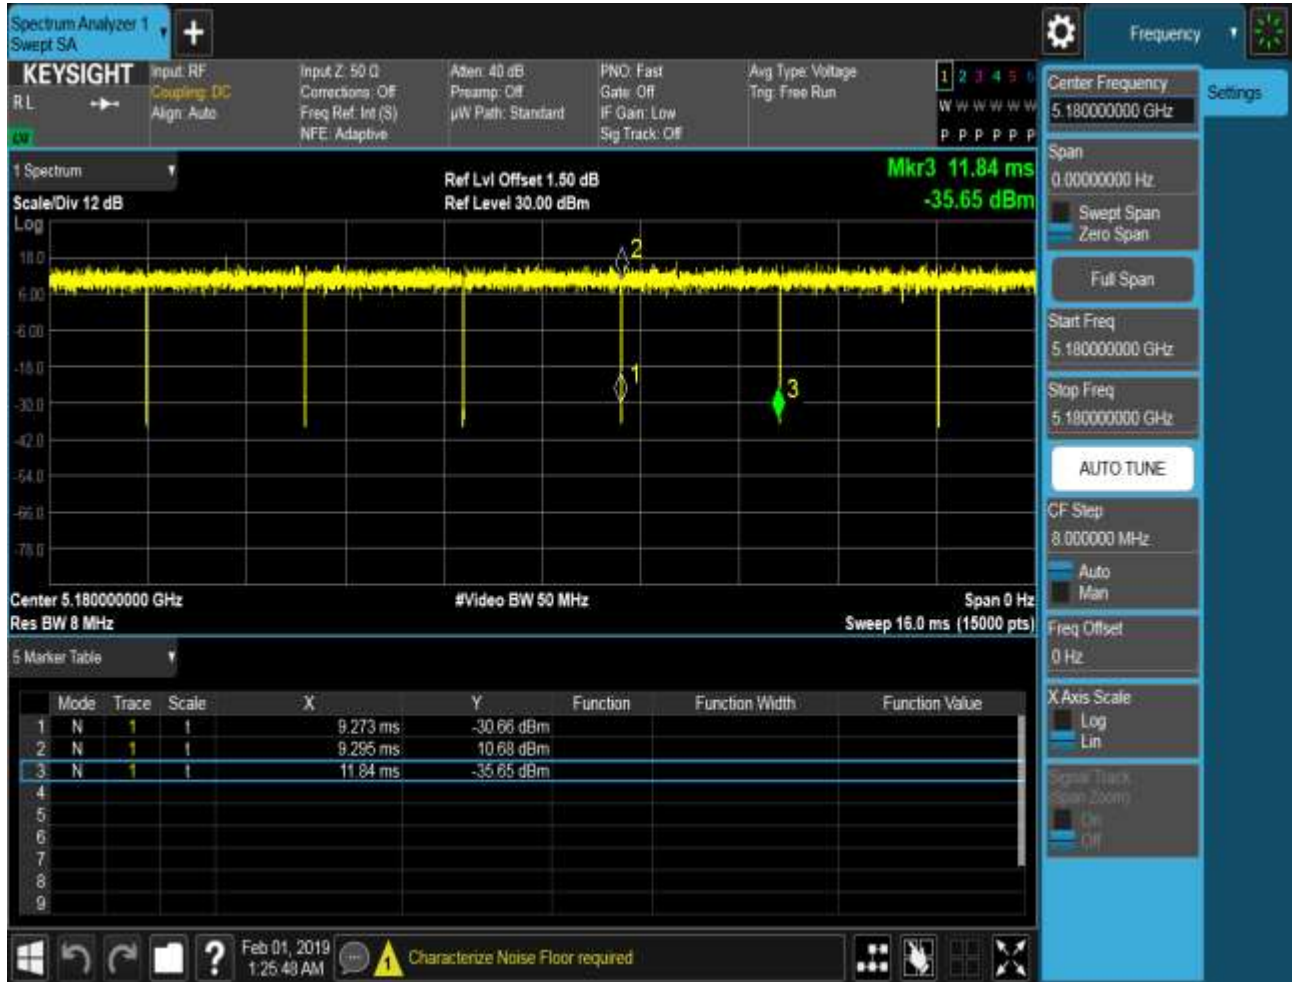 Spectrum Analyzer 1
Swept SA
+
Frequency
KEYSIGHT
RL
Input: RF
Coupling: DC
Align: Auto
Input Z: 50 Ω
Corrections: Off
Freq Ref: Int (S)
NFE: Adaptive
Atten: 40 dB
Preamp: Off
µW Path: Standard
PNO: Fast
Gate: Off
IF Gain: Low
Sig Track: Off
Avg Type: Voltage
Trig: Free Run
1 2 3 4 5 6
W W W W W W
P P P P P P
1 Spectrum
Scale/Div 12 dB
Log
Ref Lvl Offset 1.50 dB
Ref Level 30.00 dBm
Mkr3 11.84 ms
-35.65 dBm
18.0
6.00
-6.00
-18.0
-30.0
-42.0
-54.0
-66.0
-78.0
2
1
3
Center 5.180000000 GHz
Res BW 8 MHz
#Video BW 50 MHz
Span 0 Hz
Sweep 16.0 ms (15000 pts)
5 Marker Table
Mode Trace Scale X Y Function Function Width Function Value
1 N 1 t 9.273 ms -30.66 dBm
2 N 1 t 9.295 ms 10.68 dBm
3 N 1 t 11.84 ms -35.65 dBm
4
5
6
7
8
9
Center Frequency
5.180000000 GHz
Settings
Span
0.00000000 Hz
Swept Span
Zero Span
Full Span
Start Freq
5.180000000 GHz
Stop Freq
5.180000000 GHz
AUTO TUNE
CF Step
8.000000 MHz
Auto
Man
Freq Offset
0 Hz
X Axis Scale
Log
Lin
Signal Track
(Span Zoom)
On
Off
?
Feb 01, 2019
1:25:48 AM
1
Characterize Noise Floor required